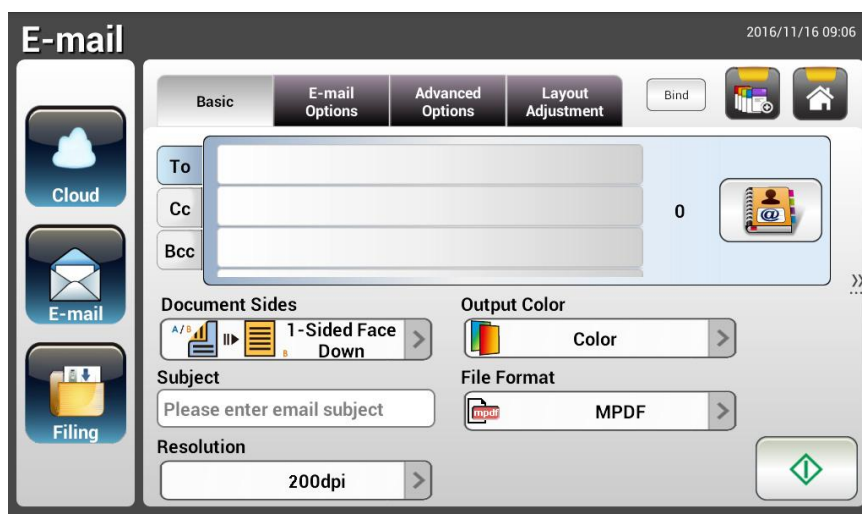 E-mail
2016/11/16 09:06
Cloud
E-mail
Filing
Basic
E-mail
Options
Advanced
Options
Layout
Adjustment
Bind
To
Cc
Bcc
0
@
Document Sides
A/B
B
1-Sided Face
Down
Output Color
Color
Subject
Please enter email subject
File Format
mpdf
MPDF
Resolution
200dpi